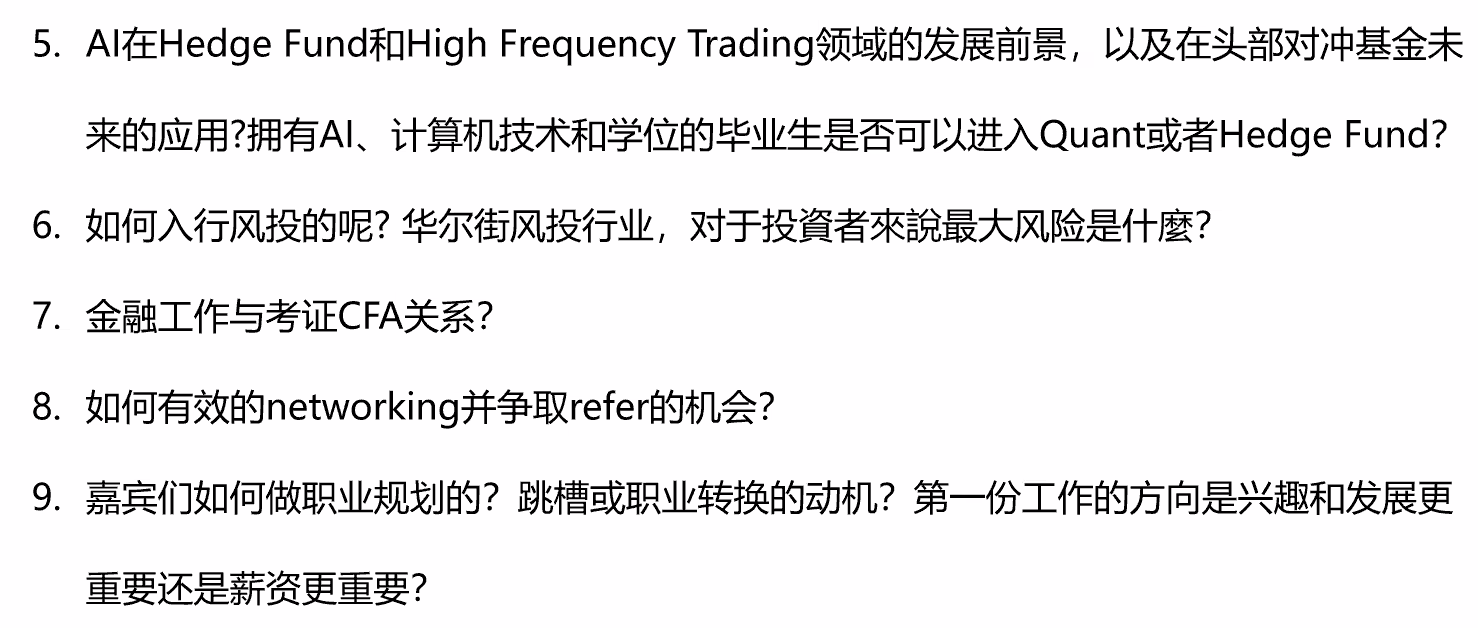 5. AI在Hedge Fund和High Frequency Trading领域的发展前景，以及在头部对冲基金未
来的应用?拥有AI、计算机技术和学位的毕业生是否可以进入Quant或者Hedge Fund？
6. 如何入行风投的呢? 华尔街风投行业，对于投資者來說最大风险是什麼？
7. 金融工作与考证CFA关系？
8. 如何有效的networking并争取refer的机会？
9. 嘉宾们如何做职业规划的？跳槽或职业转换的动机？第一份工作的方向是兴趣和发展更
重要还是薪资更重要？